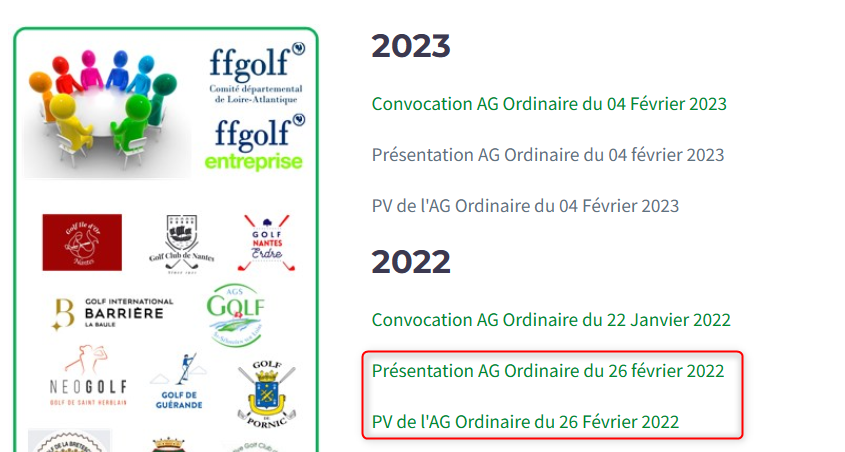 ffgolf
Comité départemental
de Loire-Atlantique
ffgolf
entreprise
Golf Ile d'Or
Nantes
Golf Club de Nantes
GOLF
NANTES
Erdre
GOLF INTERNATIONAL
BARRIÈRE
LA BAULE
AGS
GOLF
NEOGOLF
GOLF DE SAINT HERBLAIN
GOLF DE
GUÉRANDE
GOLF
DE PORNIC
2023
Convocation AG Ordinaire du 04 Février 2023
Présentation AG Ordinaire du 04 février 2023
PV de l'AG Ordinaire du 04 Février 2023
2022
Convocation AG Ordinaire du 22 Janvier 2022
Présentation AG Ordinaire du 26 février 2022
PV de l'AG Ordinaire du 26 Février 2022